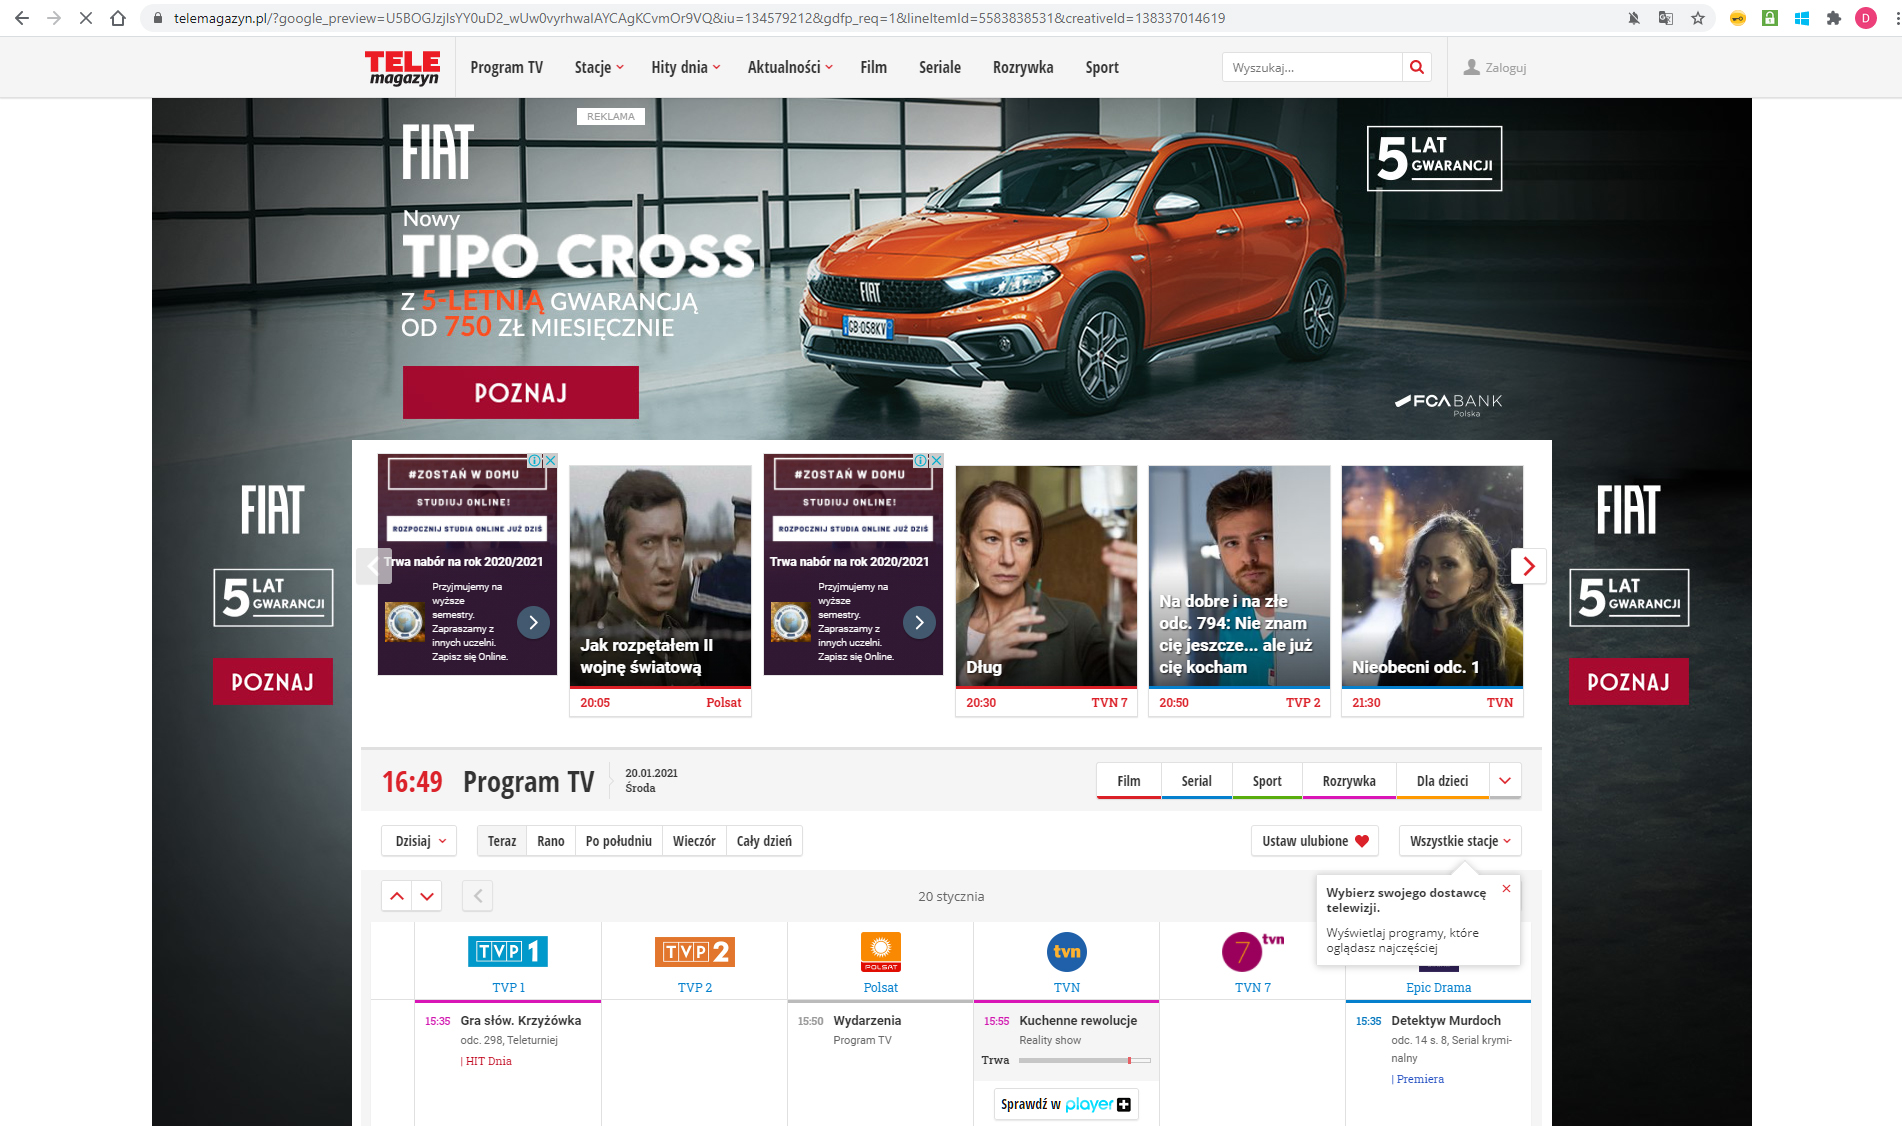 telemagazyn.pl/?google_preview=U5BOGJzjIsYY0uD2_wUw0vyrhwaIAYCAgKCvmOr9VQ&iu=134579212&gdfp_req=1&lineItemId=5583838531&creativeId=138337014619
D
TELE
magazyn
Program TV
Stacje
Hity dnia
Aktualności
Film
Seriale
Rozrywka
Sport
Wyszukaj...
Zaloguj
REKLAMA
FIAT
5 LAT
GWARANCJI
Nowy
TIPO CROSS
Z 5-LETNIĄ GWARANCJĄ
OD 750 ZŁ MIESIĘCZNIE
POZNAJ
FIAT
GB·058KV
FCA BANK
Polska
FIAT
5 LAT
GWARANCJI
POZNAJ
#ZOSTAŃ W DOMU
STUDIUJ ONLINE!
ROZPOCZNIJ STUDIA ONLINE JUŻ DZIŚ
Trwa nabór na rok 2020/2021
Przyjmujemy na
wyższe
semestry.
Zapraszamy z
innych uczelni.
Zapisz się Online.
Jak rozpętałem II
wojnę światową
20:05 Polsat
#ZOSTAŃ W DOMU
STUDIUJ ONLINE!
ROZPOCZNIJ STUDIA ONLINE JUŻ DZIŚ
Trwa nabór na rok 2020/2021
Przyjmujemy na
wyższe
semestry.
Zapraszamy z
innych uczelni.
Zapisz się Online.
Dług
20:30 TVN 7
Na dobre i na złe
odc. 794: Nie znam
cię jeszcze... ale już
cię kocham
20:50 TVP 2
Nieobecni odc. 1
21:30 TVN
FIAT
5 LAT
GWARANCJI
POZNAJ
16:49 Program TV
20.01.2021
Środa
Film
Serial
Sport
Rozrywka
Dla dzieci
Dzisiaj
Teraz
Rano
Po południu
Wieczór
Cały dzień
Ustaw ulubione
Wszystkie stacje
20 stycznia
Wybierz swojego dostawcę
telewizji.
Wyświetlaj programy, które
oglądasz najczęściej
TVP 1
TVP 1
TVP 2
TVP 2
POLSAT
Polsat
tvn
TVN
7 tvn
TVN 7
Epic Drama
15:35 Gra słów. Krzyżówka
odc. 298, Teleturniej
| HIT Dnia
15:50 Wydarzenia
Program TV
15:55 Kuchenne rewolucje
Reality show
Trwa
Sprawdź w player
15:35 Detektyw Murdoch
odc. 14 s. 8, Serial krymi-
nalny
| Premiera